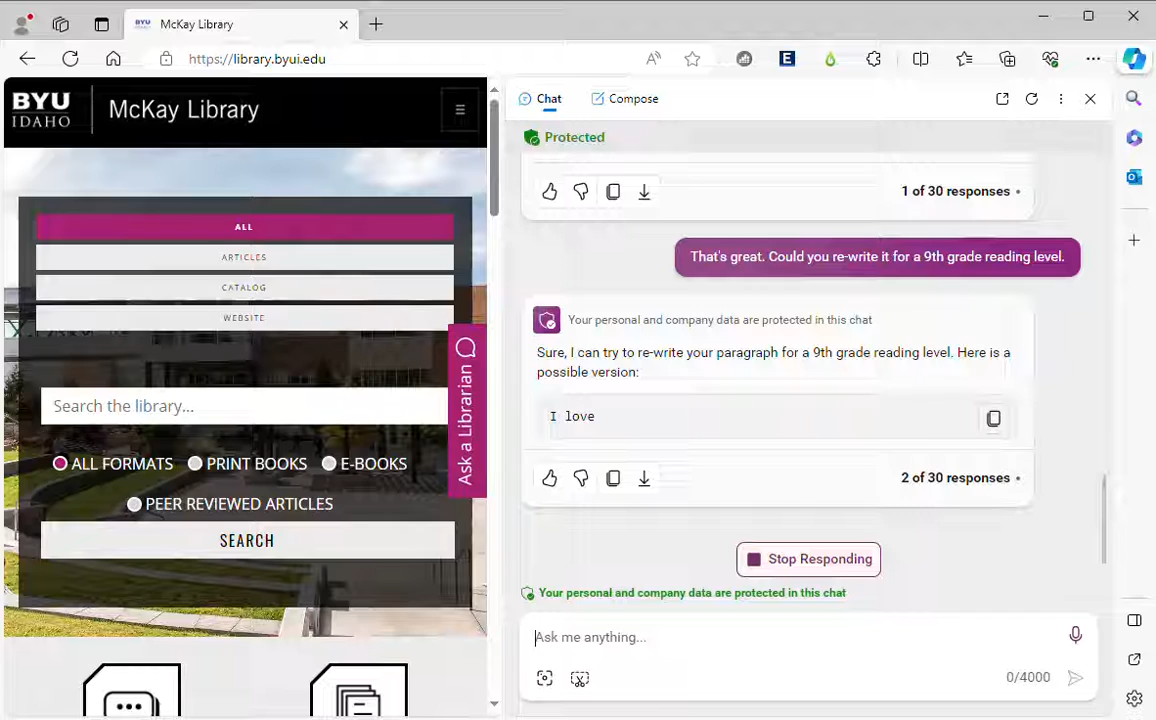 McKay Library
https://library.byui.edu
BYU
IDAHO
McKay Library
ALL
ARTICLES
CATALOG
WEBSITE
Search the library...
ALL FORMATS
PRINT BOOKS
E-BOOKS
PEER REVIEWED ARTICLES
SEARCH
Ask a Librarian
Chat
Compose
Protected
1 of 30 responses
That's great. Could you re-write it for a 9th grade reading level.
Your personal and company data are protected in this chat
Sure, I can try to re-write your paragraph for a 9th grade reading level. Here is a
possible version:
I love
2 of 30 responses
Stop Responding
Your personal and company data are protected in this chat
Ask me anything...
0/4000